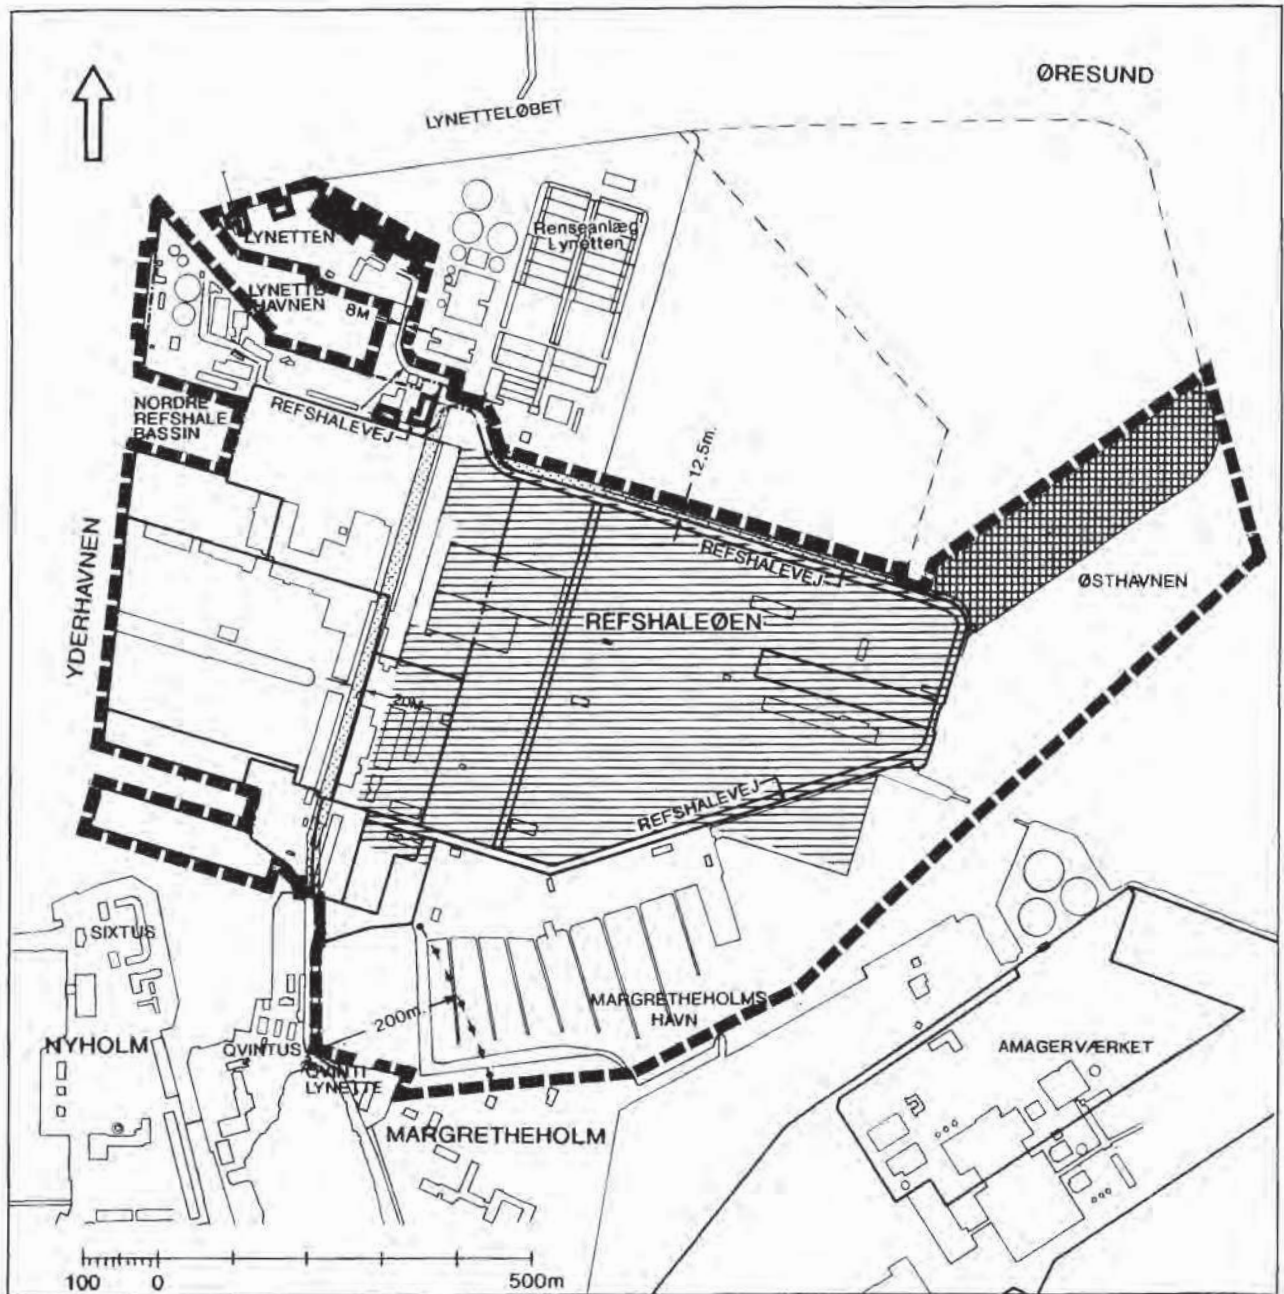 ØRESUND
LYNETTELØBET
Renseanlæg
Lynetten
LYNETTEN
LYNETTE
HAVNEN
8M
NORDRE
REFSHALE
BASSIN
REFSHALEVEJ
12.5m.
REFSHALEVEJ
ØSTHAVNEN
YDERHAVNEN
REFSHALEØEN
20M
REFSHALEVEJ
SIXTUS
MARGRETHEHOLMS
HAVN
200m.
NYHOLM
QVINTUS
QVINTI
LYNETTE
AMAGERVÆRKET
MARGRETHEHOLM
100 0 500m